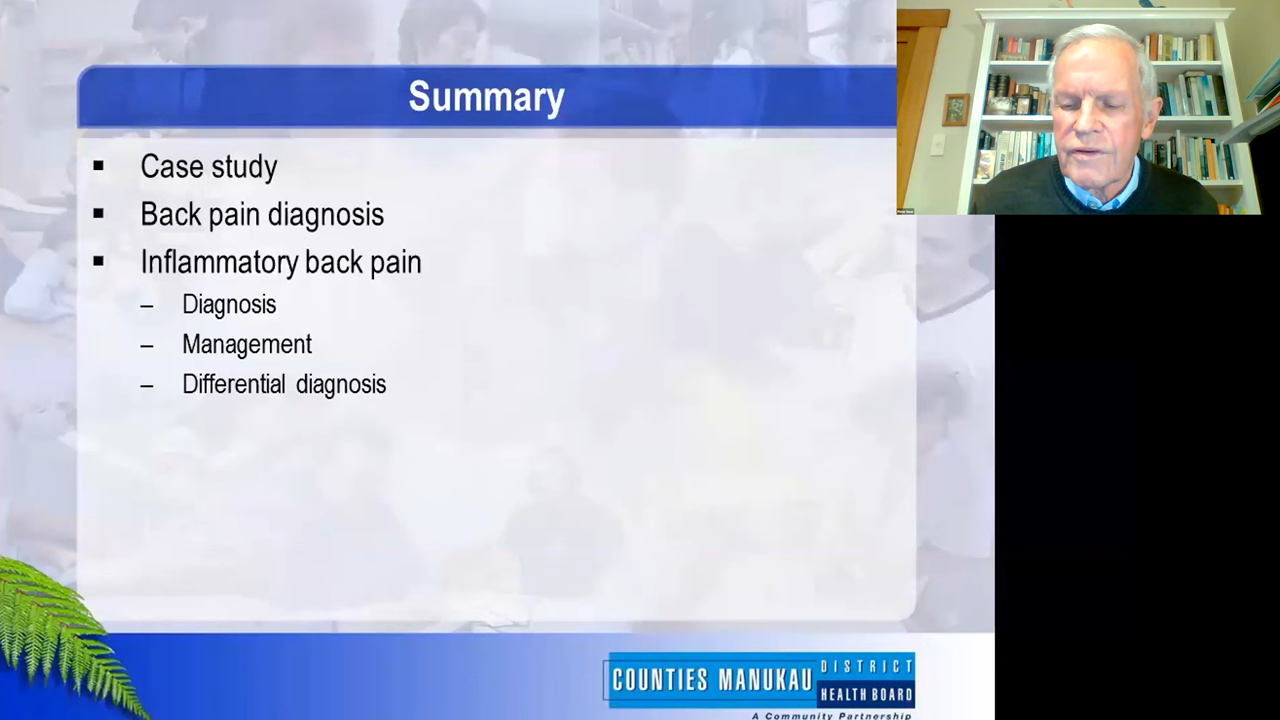 Summary
Case study
Back pain diagnosis
Inflammatory back pain
– Diagnosis
– Management
– Differential diagnosis
COUNTIES MANUKAU
DISTRICT
HEALTH BOARD
A Community Partnership